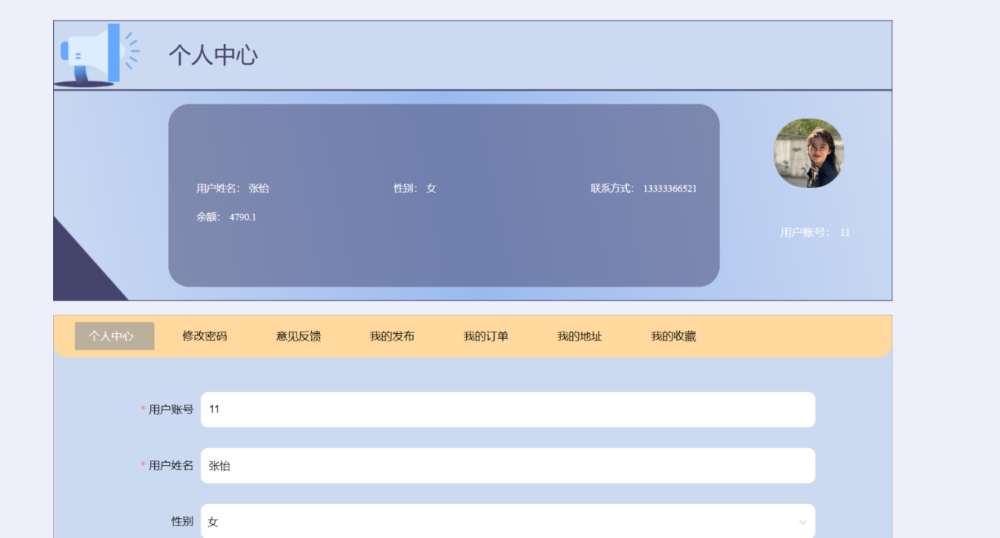 个人中心
用户姓名： 张怡 性别： 女 联系方式： 13333366521
余额： 4790.1
用户账号： 11
个人中心 修改密码 意见反馈 我的发布 我的订单 我的地址 我的收藏
* 用户账号 11
* 用户姓名 张怡
性别 女